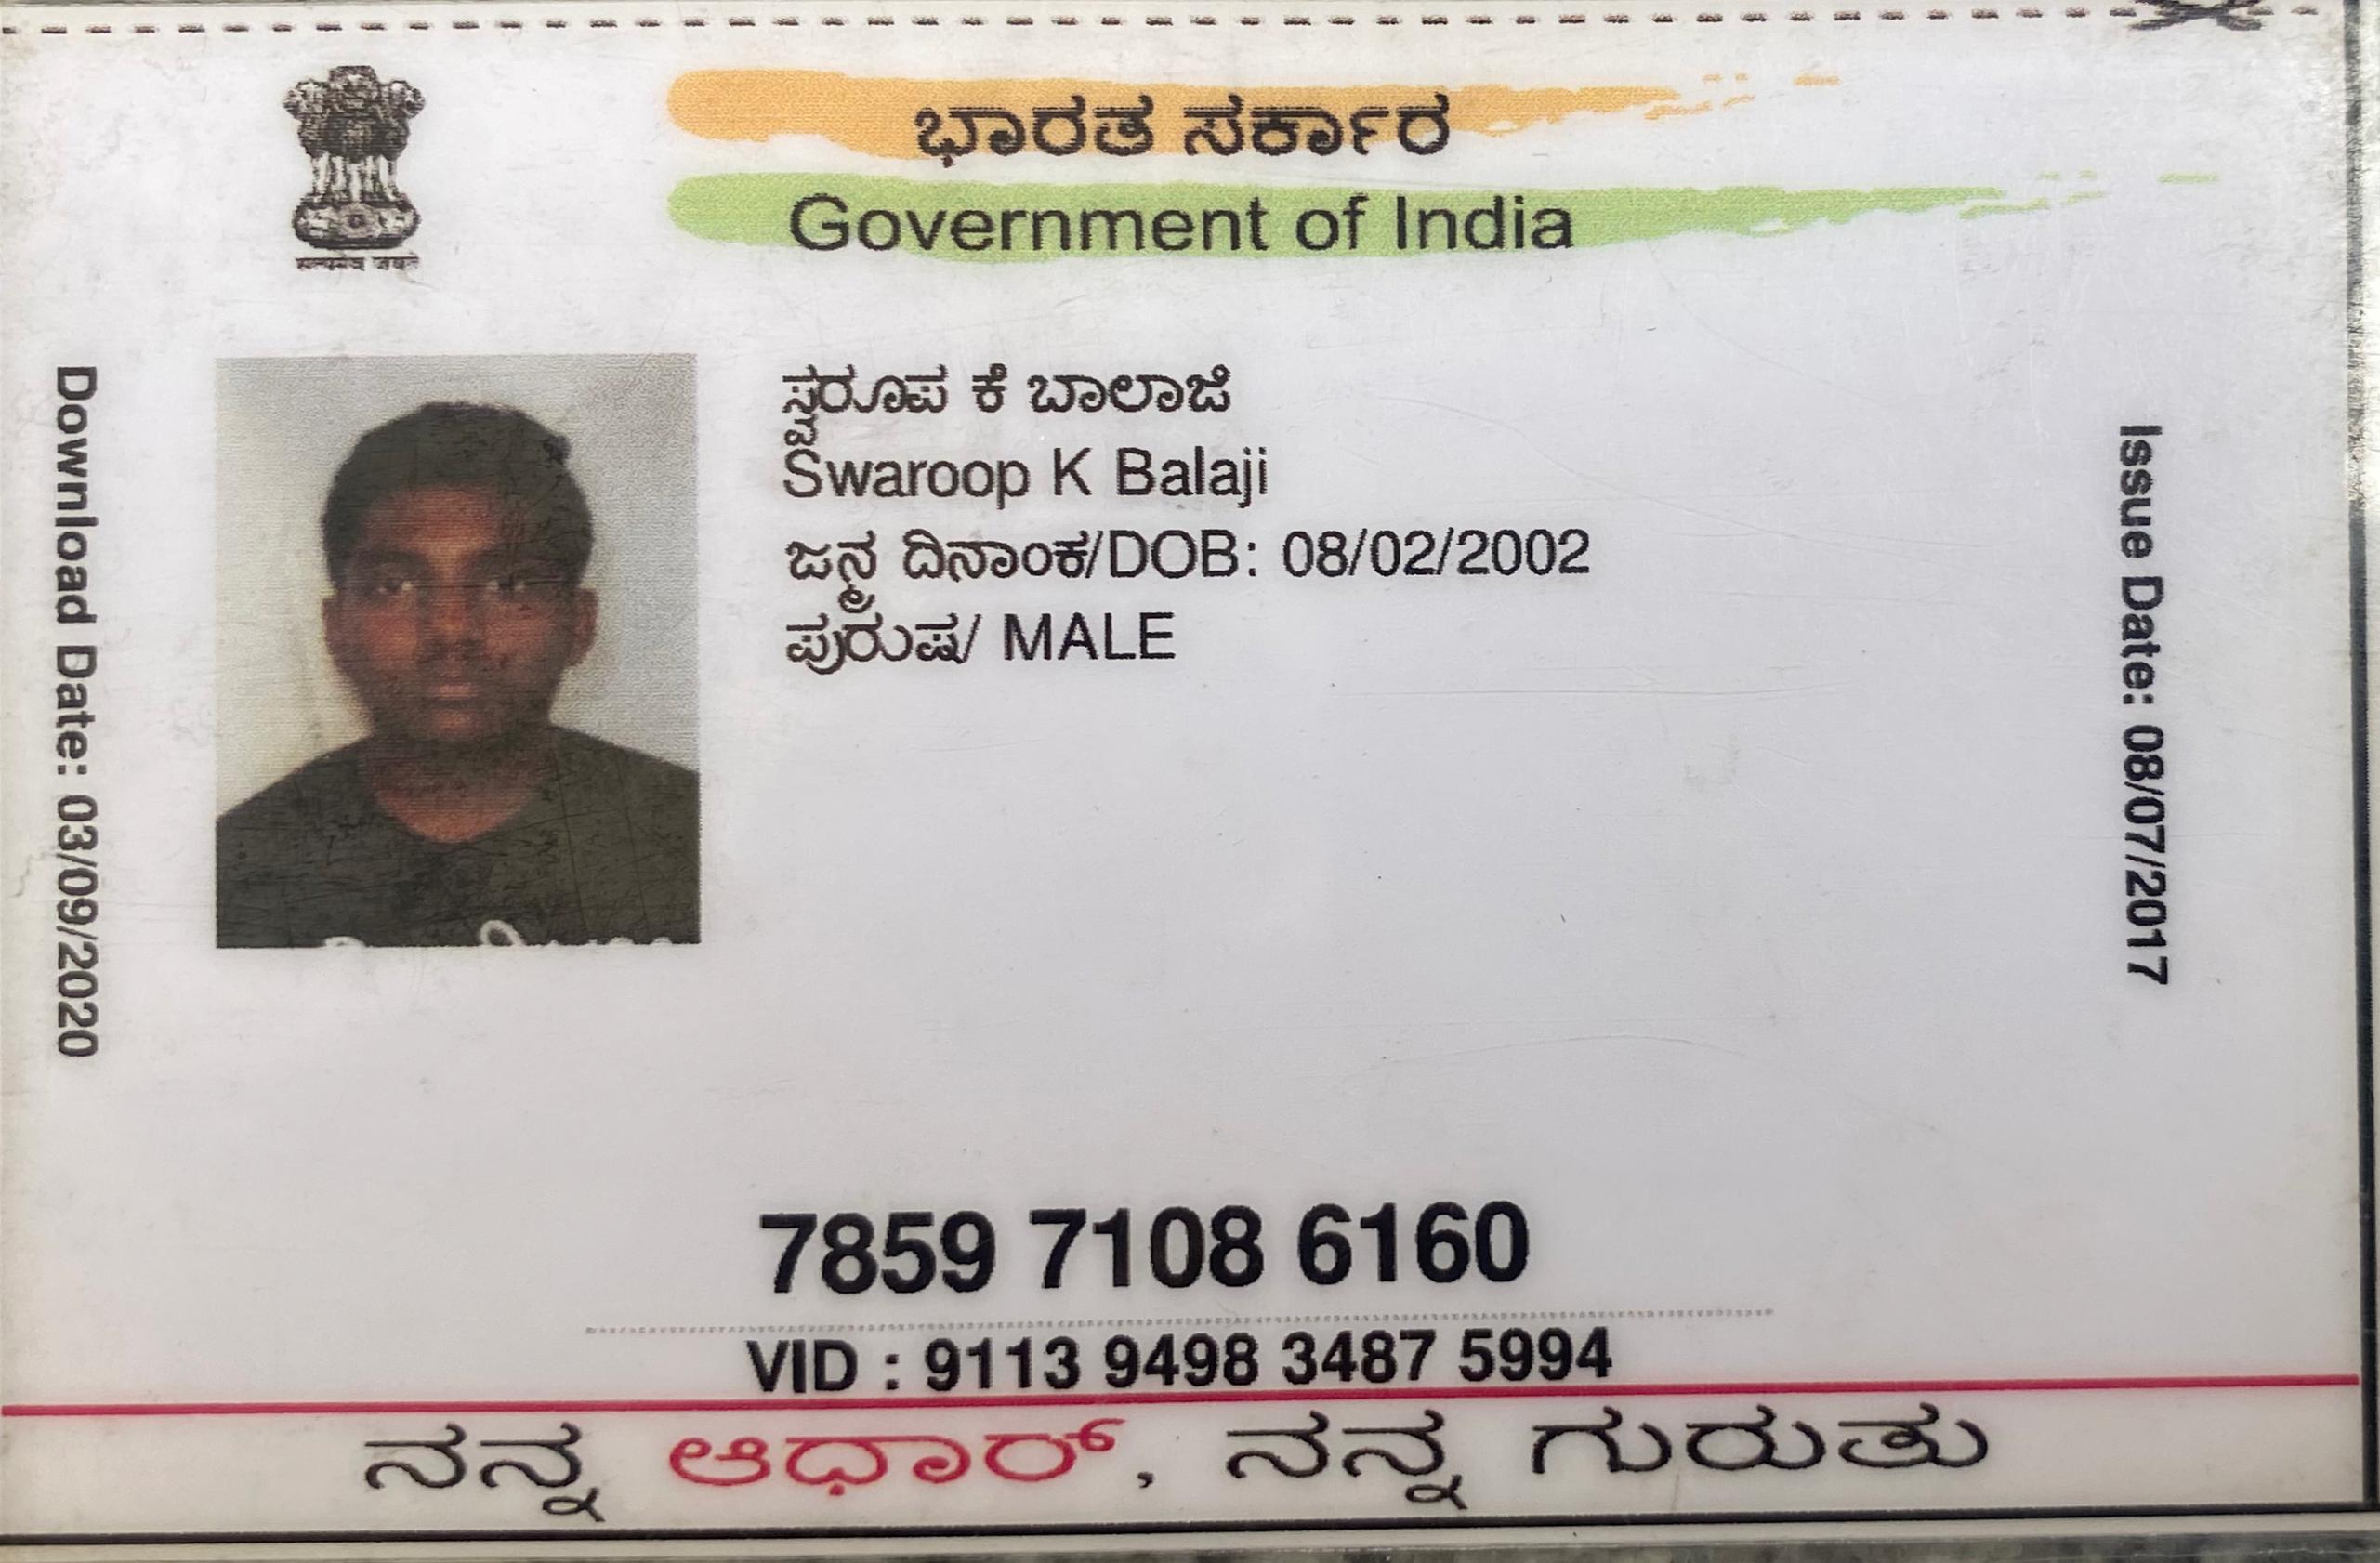 ಭಾರತ ಸರ್ಕಾರ
Government of India
सत्यमेव जयते
Download Date: 03/09/2020
ಸ್ವರೂಪ ಕೆ ಬಾಲಾಜಿ
Swaroop K Balaji
ಜನ್ಮ ದಿನಾಂಕ/DOB: 08/02/2002
ಪುರುಷ/ MALE
Issue Date: 08/07/2017
7859 7108 6160
VID : 9113 9498 3487 5994
ನನ್ನ ಆಧಾರ್, ನನ್ನ ಗುರುತು